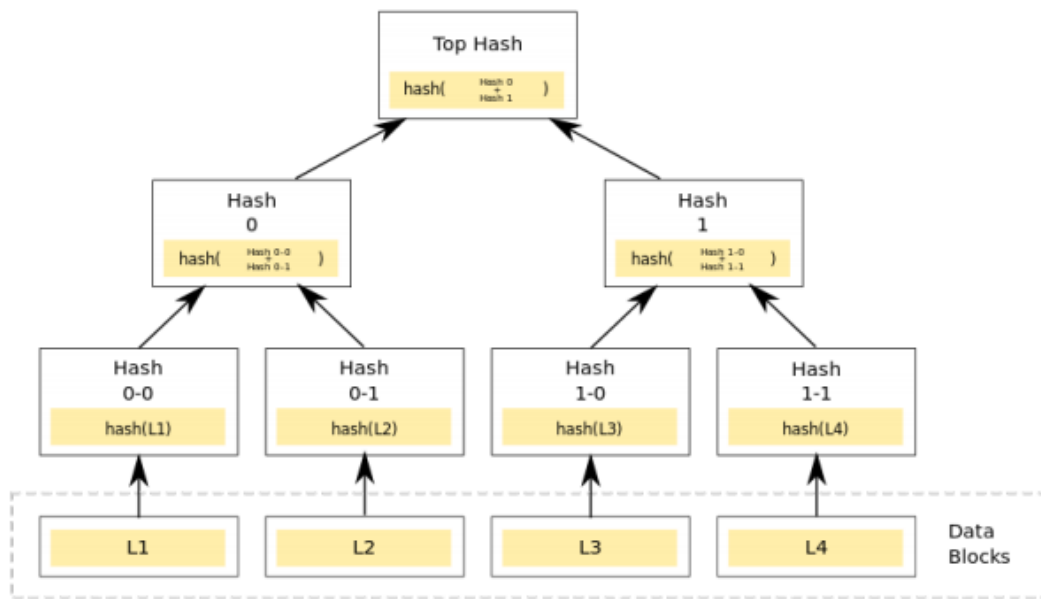 Top Hash
hash( Hash 0 + Hash 1 )
Hash
0
hash( Hash 0-0 + Hash 0-1 )
Hash
1
hash( Hash 1-0 + Hash 1-1 )
Hash
0-0
hash(L1)
Hash
0-1
hash(L2)
Hash
1-0
hash(L3)
Hash
1-1
hash(L4)
L1
L2
L3
L4
Data
Blocks